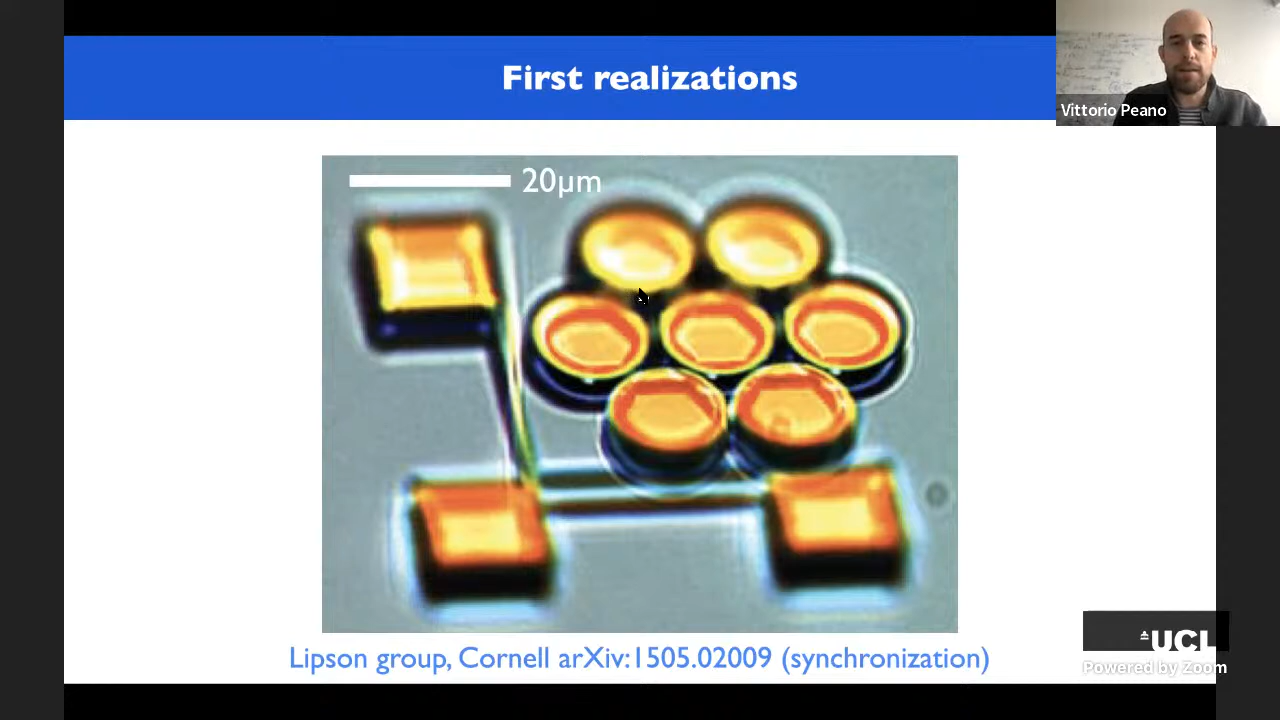 First realizations
Vittorio Peano
20μm
Lipson group, Cornell arXiv:1505.02009 (synchronization)
UCL
Powered by Zoom